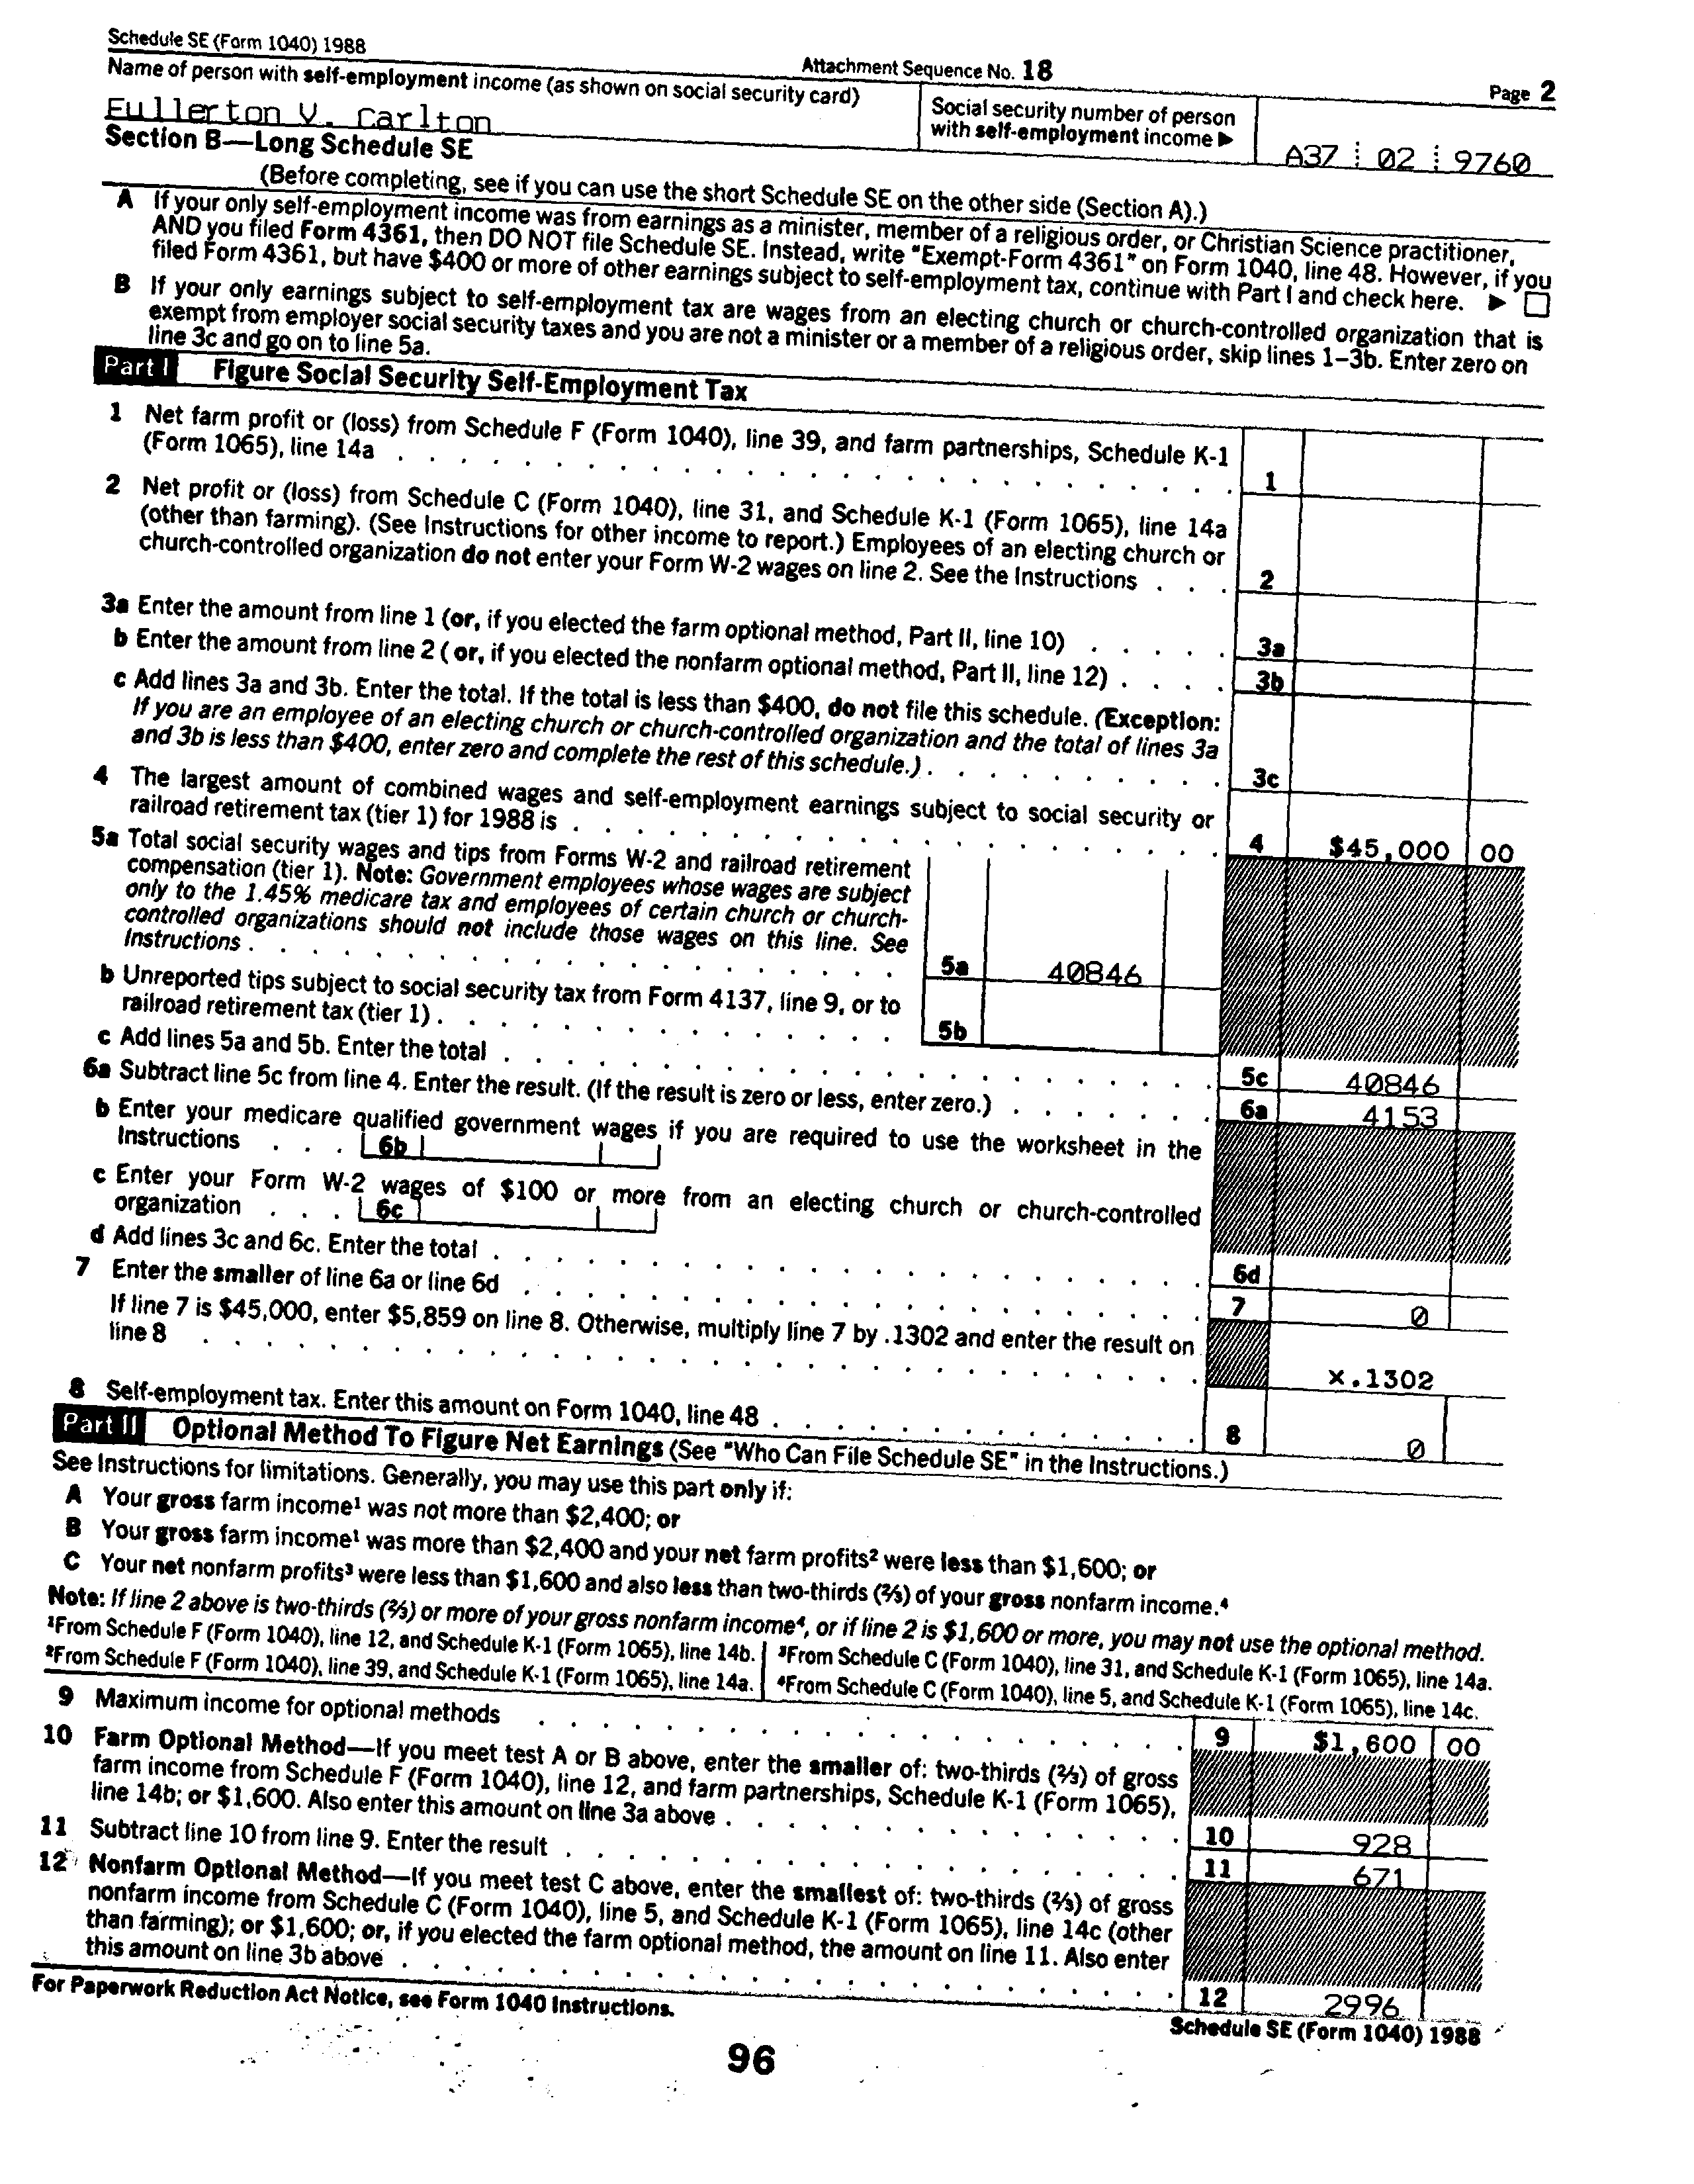 Schedule SE (Form 1040) 1988
Attachment Sequence No. 18
Page 2
Name of person with self-employment income (as shown on social security card)
Fullerton V. Carlton
Social security number of person
with self-employment income ▶
A37 02 9760
Section B—Long Schedule SE
(Before completing, see if you can use the short Schedule SE on the other side (Section A).)
A If your only self-employment income was from earnings as a minister, member of a religious order, or Christian Science practitioner,
AND you filed Form 4361, then DO NOT file Schedule SE. Instead, write "Exempt-Form 4361" on Form 1040, line 48. However, if you
filed Form 4361, but have $400 or more of other earnings subject to self-employment tax, continue with Part I and check here. ▶ ☐
B If your only earnings subject to self-employment tax are wages from an electing church or church-controlled organization that is
exempt from employer social security taxes and you are not a minister or a member of a religious order, skip lines 1–3b. Enter zero on
line 3c and go on to line 5a.
Part I Figure Social Security Self-Employment Tax
1 Net farm profit or (loss) from Schedule F (Form 1040), line 39, and farm partnerships, Schedule K-1
(Form 1065), line 14a . . . . . 1
2 Net profit or (loss) from Schedule C (Form 1040), line 31, and Schedule K-1 (Form 1065), line 14a
(other than farming). (See Instructions for other income to report.) Employees of an electing church or
church-controlled organization do not enter your Form W-2 wages on line 2. See the Instructions . . . 2
3a Enter the amount from line 1 (or, if you elected the farm optional method, Part II, line 10) . . . . . 3a
b Enter the amount from line 2 ( or, if you elected the nonfarm optional method, Part II, line 12) . . . . 3b
c Add lines 3a and 3b. Enter the total. If the total is less than $400, do not file this schedule. (Exception:
If you are an employee of an electing church or church-controlled organization and the total of lines 3a
and 3b is less than $400, enter zero and complete the rest of this schedule.) . . . . . 3c
4 The largest amount of combined wages and self-employment earnings subject to social security or
railroad retirement tax (tier 1) for 1988 is . . . . . 4 $45,000 00
5a Total social security wages and tips from Forms W-2 and railroad retirement
compensation (tier 1). Note: Government employees whose wages are subject
only to the 1.45% medicare tax and employees of certain church or church-
controlled organizations should not include those wages on this line. See
Instructions . . . . . 5a 40846
b Unreported tips subject to social security tax from Form 4137, line 9, or to
railroad retirement tax (tier 1) . . . . . 5b
c Add lines 5a and 5b. Enter the total . . . . . 5c 40846
6a Subtract line 5c from line 4. Enter the result. (If the result is zero or less, enter zero.) . . . . . 6a 4153
b Enter your medicare qualified government wages if you are required to use the worksheet in the
Instructions . . . 6b
c Enter your Form W-2 wages of $100 or more from an electing church or church-controlled
organization . . . 6c
d Add lines 3c and 6c. Enter the total . . . . . 6d
7 Enter the smaller of line 6a or line 6d . . . . . 7 0
If line 7 is $45,000, enter $5,859 on line 8. Otherwise, multiply line 7 by .1302 and enter the result on
line 8 . . . . . x.1302
8 Self-employment tax. Enter this amount on Form 1040, line 48 . . . . . 8 0
Part II Optional Method To Figure Net Earnings (See "Who Can File Schedule SE" in the Instructions.)
See Instructions for limitations. Generally, you may use this part only if:
A Your gross farm income¹ was not more than $2,400; or
B Your gross farm income¹ was more than $2,400 and your net farm profits² were less than $1,600; or
C Your net nonfarm profits³ were less than $1,600 and also less than two-thirds (⅔) of your gross nonfarm income.⁴
Note: If line 2 above is two-thirds (⅔) or more of your gross nonfarm income⁴, or if line 2 is $1,600 or more, you may not use the optional method.
¹From Schedule F (Form 1040), line 12, and Schedule K-1 (Form 1065), line 14b.
²From Schedule F (Form 1040), line 39, and Schedule K-1 (Form 1065), line 14a.
³From Schedule C (Form 1040), line 31, and Schedule K-1 (Form 1065), line 14a.
⁴From Schedule C (Form 1040), line 5, and Schedule K-1 (Form 1065), line 14c.
9 Maximum income for optional methods . . . . . 9 $1,600 00
10 Farm Optional Method—If you meet test A or B above, enter the smaller of: two-thirds (⅔) of gross
farm income from Schedule F (Form 1040), line 12, and farm partnerships, Schedule K-1 (Form 1065),
line 14b; or $1,600. Also enter this amount on line 3a above . . . . . 10 928
11 Subtract line 10 from line 9. Enter the result . . . . . 11 671
12 Nonfarm Optional Method—If you meet test C above, enter the smallest of: two-thirds (⅔) of gross
nonfarm income from Schedule C (Form 1040), line 5, and Schedule K-1 (Form 1065), line 14c (other
than farming); or $1,600; or, if you elected the farm optional method, the amount on line 11. Also enter
this amount on line 3b above . . . . . 12 2996
For Paperwork Reduction Act Notice, see Form 1040 Instructions.
Schedule SE (Form 1040) 1988
96